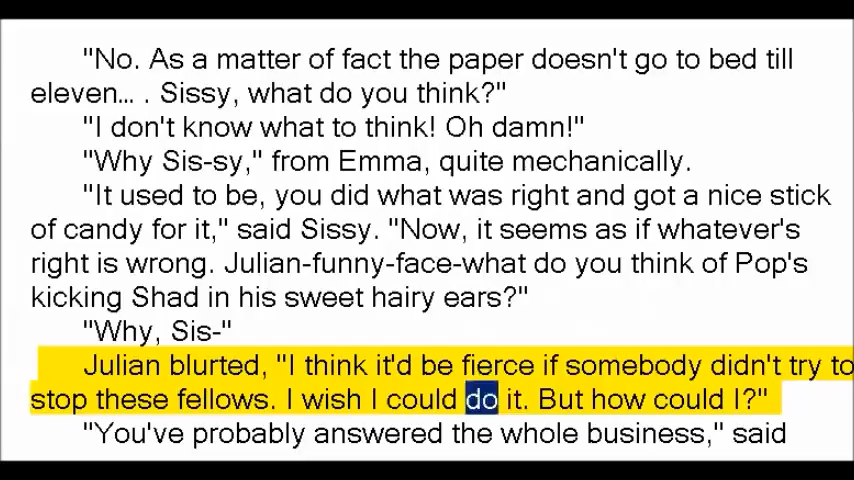 "No. As a matter of fact the paper doesn't go to bed till
eleven… . Sissy, what do you think?"
"I don't know what to think! Oh damn!"
"Why Sis-sy," from Emma, quite mechanically.
"It used to be, you did what was right and got a nice stick
of candy for it," said Sissy. "Now, it seems as if whatever's
right is wrong. Julian-funny-face-what do you think of Pop's
kicking Shad in his sweet hairy ears?"
"Why, Sis-"
Julian blurted, "I think it'd be fierce if somebody didn't try to
stop these fellows. I wish I could do it. But how could I?"
"You've probably answered the whole business," said